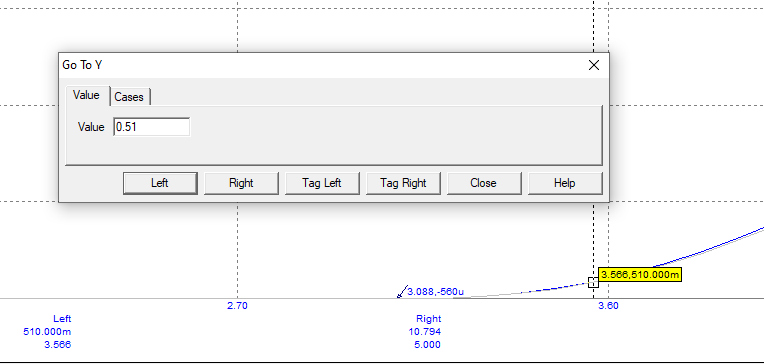 Go To Y
Value Cases
Value 0.51
Left Right Tag Left Tag Right Close Help
3.566,510.000m
3.088,-560u
2.70 3.60
Left Right
510.000m 10.794
3.566 5.000